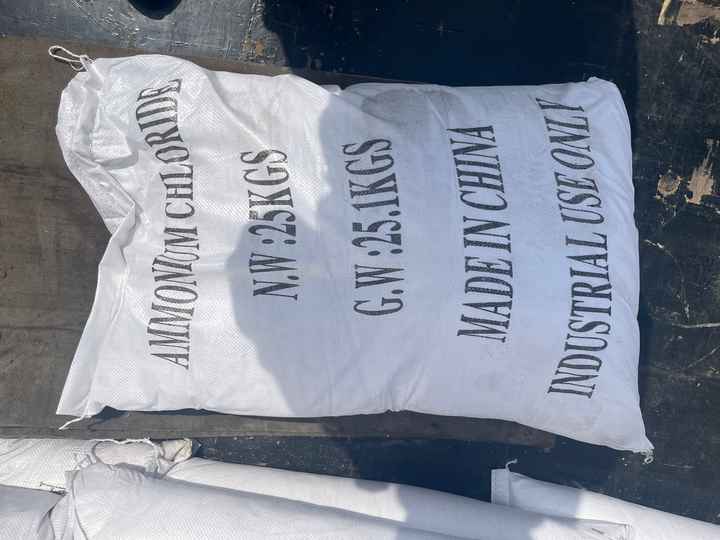 AMMONIUM CHLORIDE
N.W :25KGS
G.W :25.1KGS
MADE IN CHINA
INDUSTRIAL USE ONLY